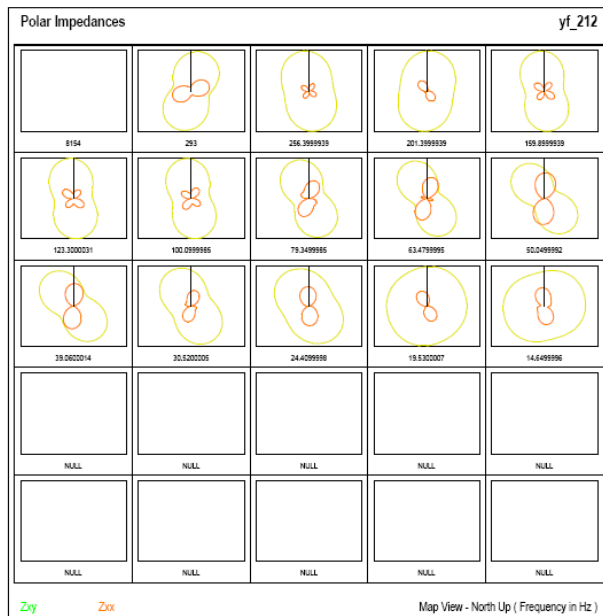 Polar Impedances yf_212
8154 293 256.3999939 201.3999939 159.8999939
123.3000031 100.0999985 79.3499985 63.4799995 50.0499992
39.0600014 30.5200005 24.4099998 19.5300007 14.6499996
NULL NULL NULL NULL NULL
NULL NULL NULL NULL NULL
Zxy Zxx Map View - North Up ( Frequency in Hz )